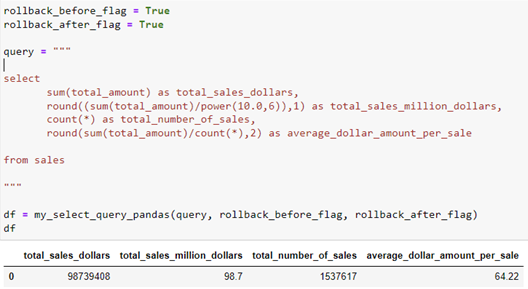 rollback_before_flag = True
rollback_after_flag = True
query = """
select
sum(total_amount) as total_sales_dollars,
round((sum(total_amount)/power(10.0,6)),1) as total_sales_million_dollars,
count(*) as total_number_of_sales,
round(sum(total_amount)/count(*),2) as average_dollar_amount_per_sale
from sales
"""
df = my_select_query_pandas(query, rollback_before_flag, rollback_after_flag)
df
total_sales_dollars total_sales_million_dollars total_number_of_sales average_dollar_amount_per_sale
0 98739408 98.7 1537617 64.22